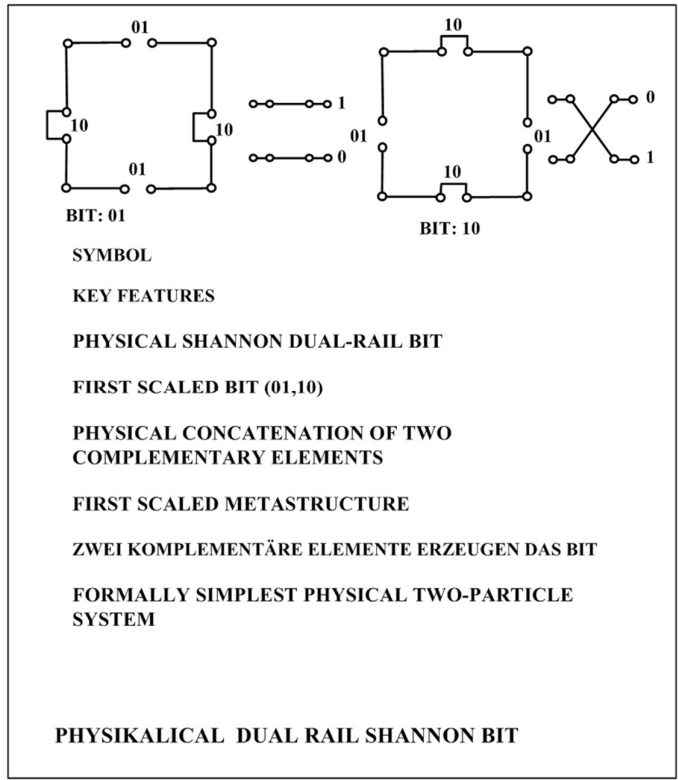 01
10
10
01
BIT: 01
1
0
10
01
01
10
BIT: 10
0
1
SYMBOL
KEY FEATURES
PHYSICAL SHANNON DUAL-RAIL BIT
FIRST SCALED BIT (01,10)
PHYSICAL CONCATENATION OF TWO
COMPLEMENTARY ELEMENTS
FIRST SCALED METASTRUCTURE
ZWEI KOMPLEMENTÄRE ELEMENTE ERZEUGEN DAS BIT
FORMALLY SIMPLEST PHYSICAL TWO-PARTICLE
SYSTEM
PHYSIKALICAL DUAL RAIL SHANNON BIT